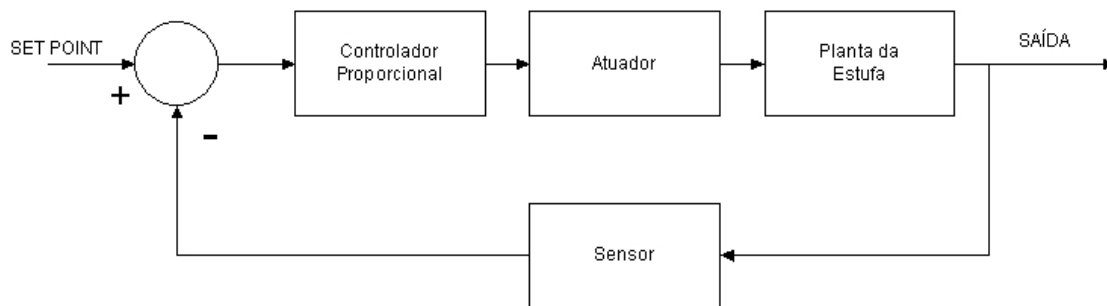 SET POINT
+
-
Controlador
Proporcional
Atuador
Planta da
Estufa
SAÍDA
Sensor